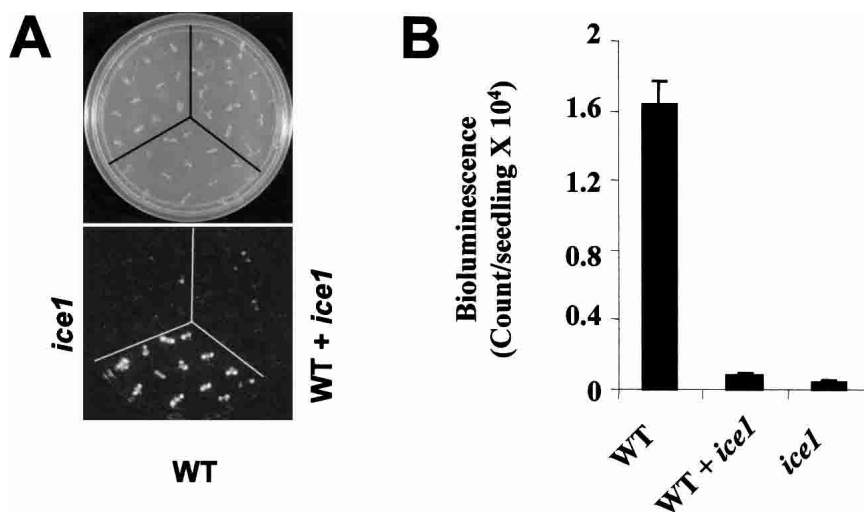 A
ice1
WT + ice1
WT
B
Bioluminescence
(Count/seedling X 10⁴)
2
1.6
1.2
0.8
0.4
0
WT
WT + ice1
ice1